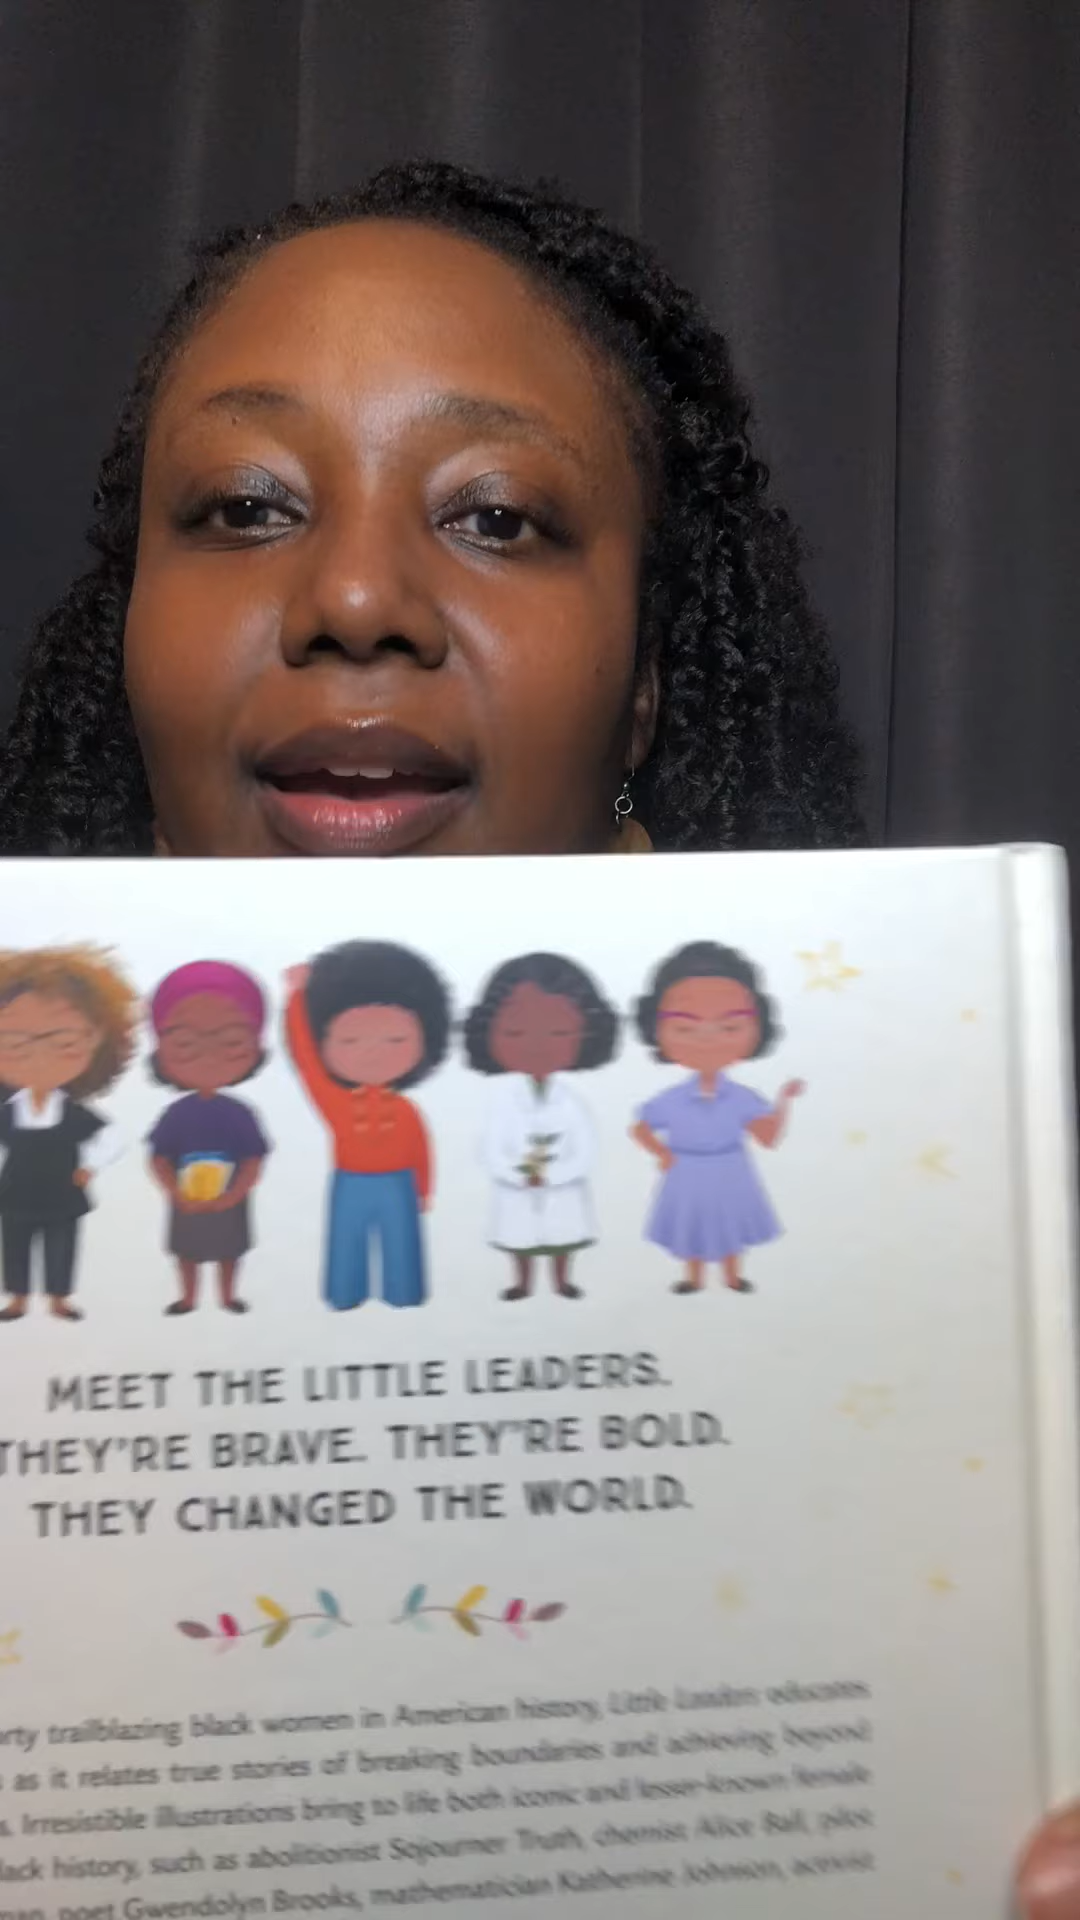 MEET THE LITTLE LEADERS.
THEY'RE BRAVE. THEY'RE BOLD.
THEY CHANGED THE WORLD.
trailblazing black women in American history, Little Leaders educates
as it relates true stories of breaking boundaries and achieving beyond
Irresistible illustrations bring to life both iconic and lesser-known female
history, such as abolitionist Sojourner Truth, chemist Alice Ball, pilot
poet Gwendolyn Brooks, mathematician Katherine Johnson, activist